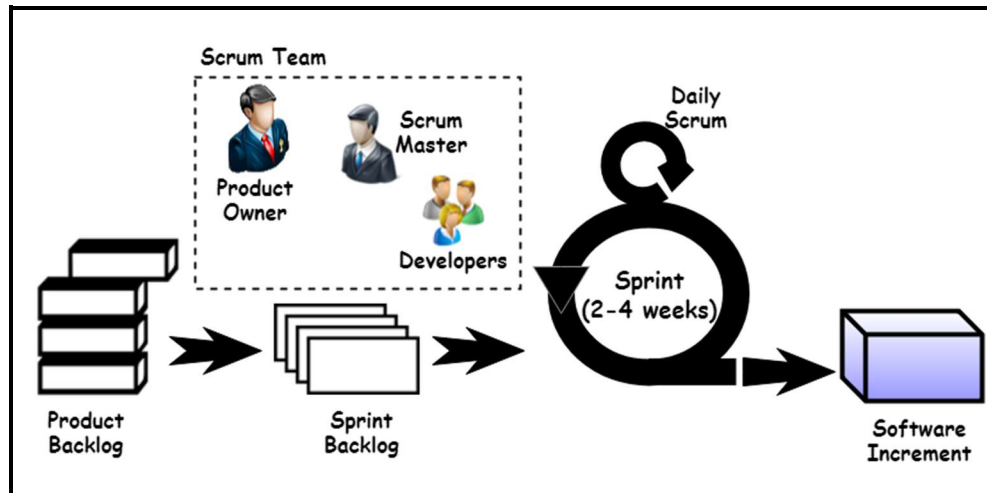 Scrum Team
Product
Owner
Scrum
Master
Developers
Daily
Scrum
Sprint
(2-4 weeks)
Product
Backlog
Sprint
Backlog
Software
Increment